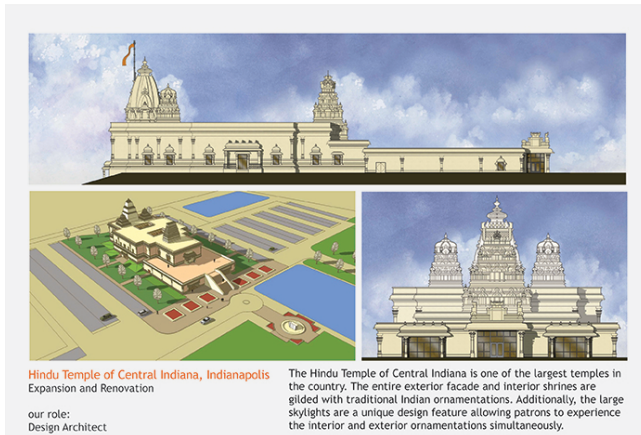 Hindu Temple of Central Indiana, Indianapolis
Expansion and Renovation
our role:
Design Architect
The Hindu Temple of Central Indiana is one of the largest temples in
the country. The entire exterior facade and interior shrines are
gilded with traditional Indian ornamentations. Additionally, the large
skylights are a unique design feature allowing patrons to experience
the interior and exterior ornamentations simultaneously.